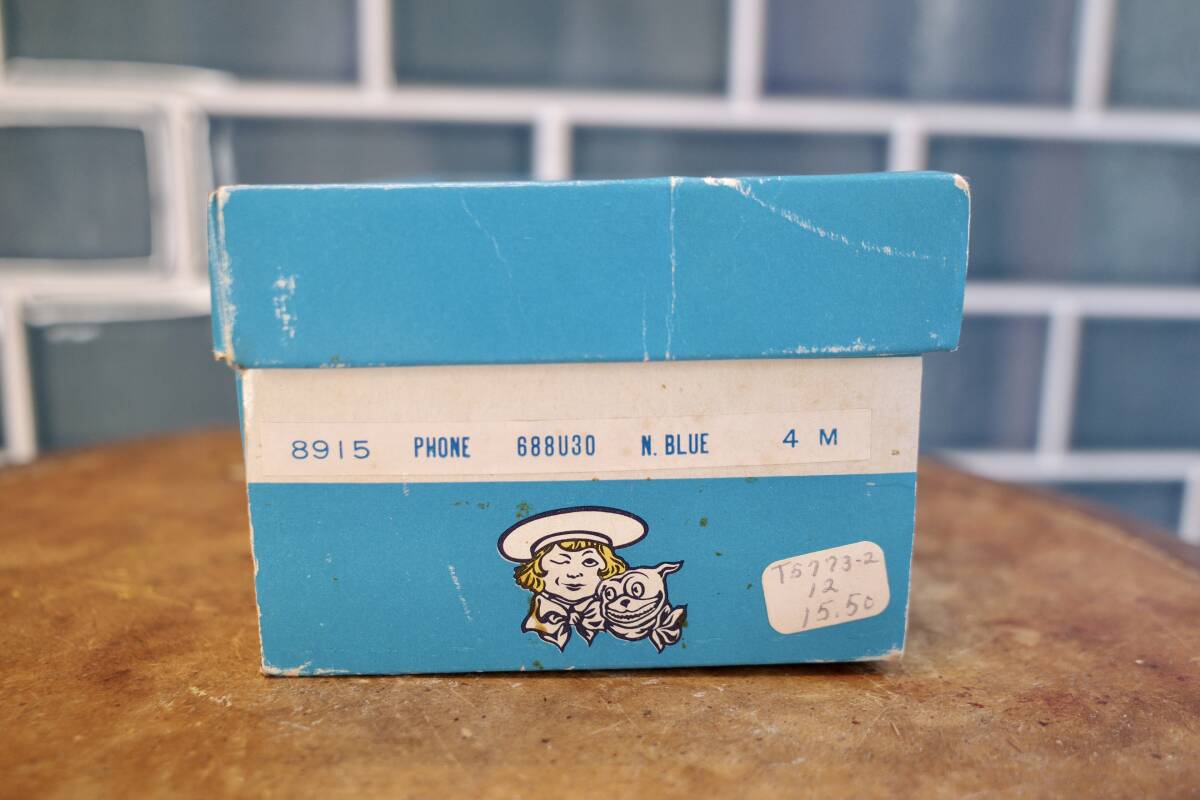 8915 PHONE 688U30 N. BLUE 4 M
TS773-2
12
15.50